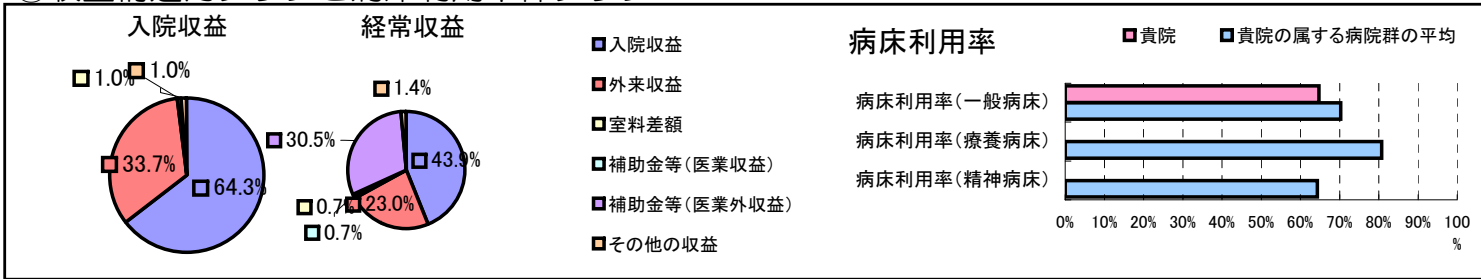 入院収益
1.0%
1.0%
33.7%
64.3%
経常収益
1.4%
30.5%
43.9%
23.0%
0.7%
0.7%
入院収益
外来収益
室料差額
補助金等(医業収益)
補助金等(医業外収益)
その他の収益
病床利用率
貴院
貴院の属する病院群の平均
病床利用率(一般病床)
病床利用率(療養病床)
病床利用率(精神病床)
0% 10% 20% 30% 40% 50% 60% 70% 80% 90% 100
%